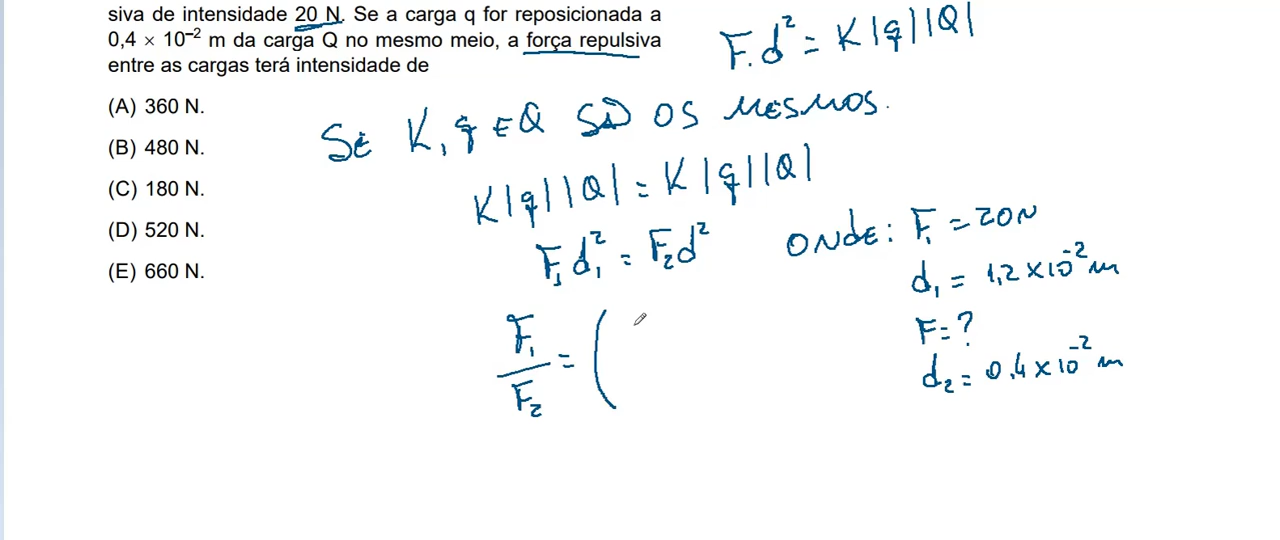 siva de intensidade 20 N. Se a carga q for reposicionada a
0,4 × 10⁻² m da carga Q no mesmo meio, a força repulsiva
entre as cargas terá intensidade de
(A) 360 N.
(B) 480 N.
(C) 180 N.
(D) 520 N.
(E) 660 N.
F.d² = K|q||Q|
SE K, q E Q SÃO OS MESMOS.
K|q||Q| = K|q||Q|
F₁d₁² = F₂d²
F₁/F₂ = (
ONDE: F₁ = 20N
d₁ = 1,2×10⁻² m
F = ?
d₂ = 0,4×10⁻² m